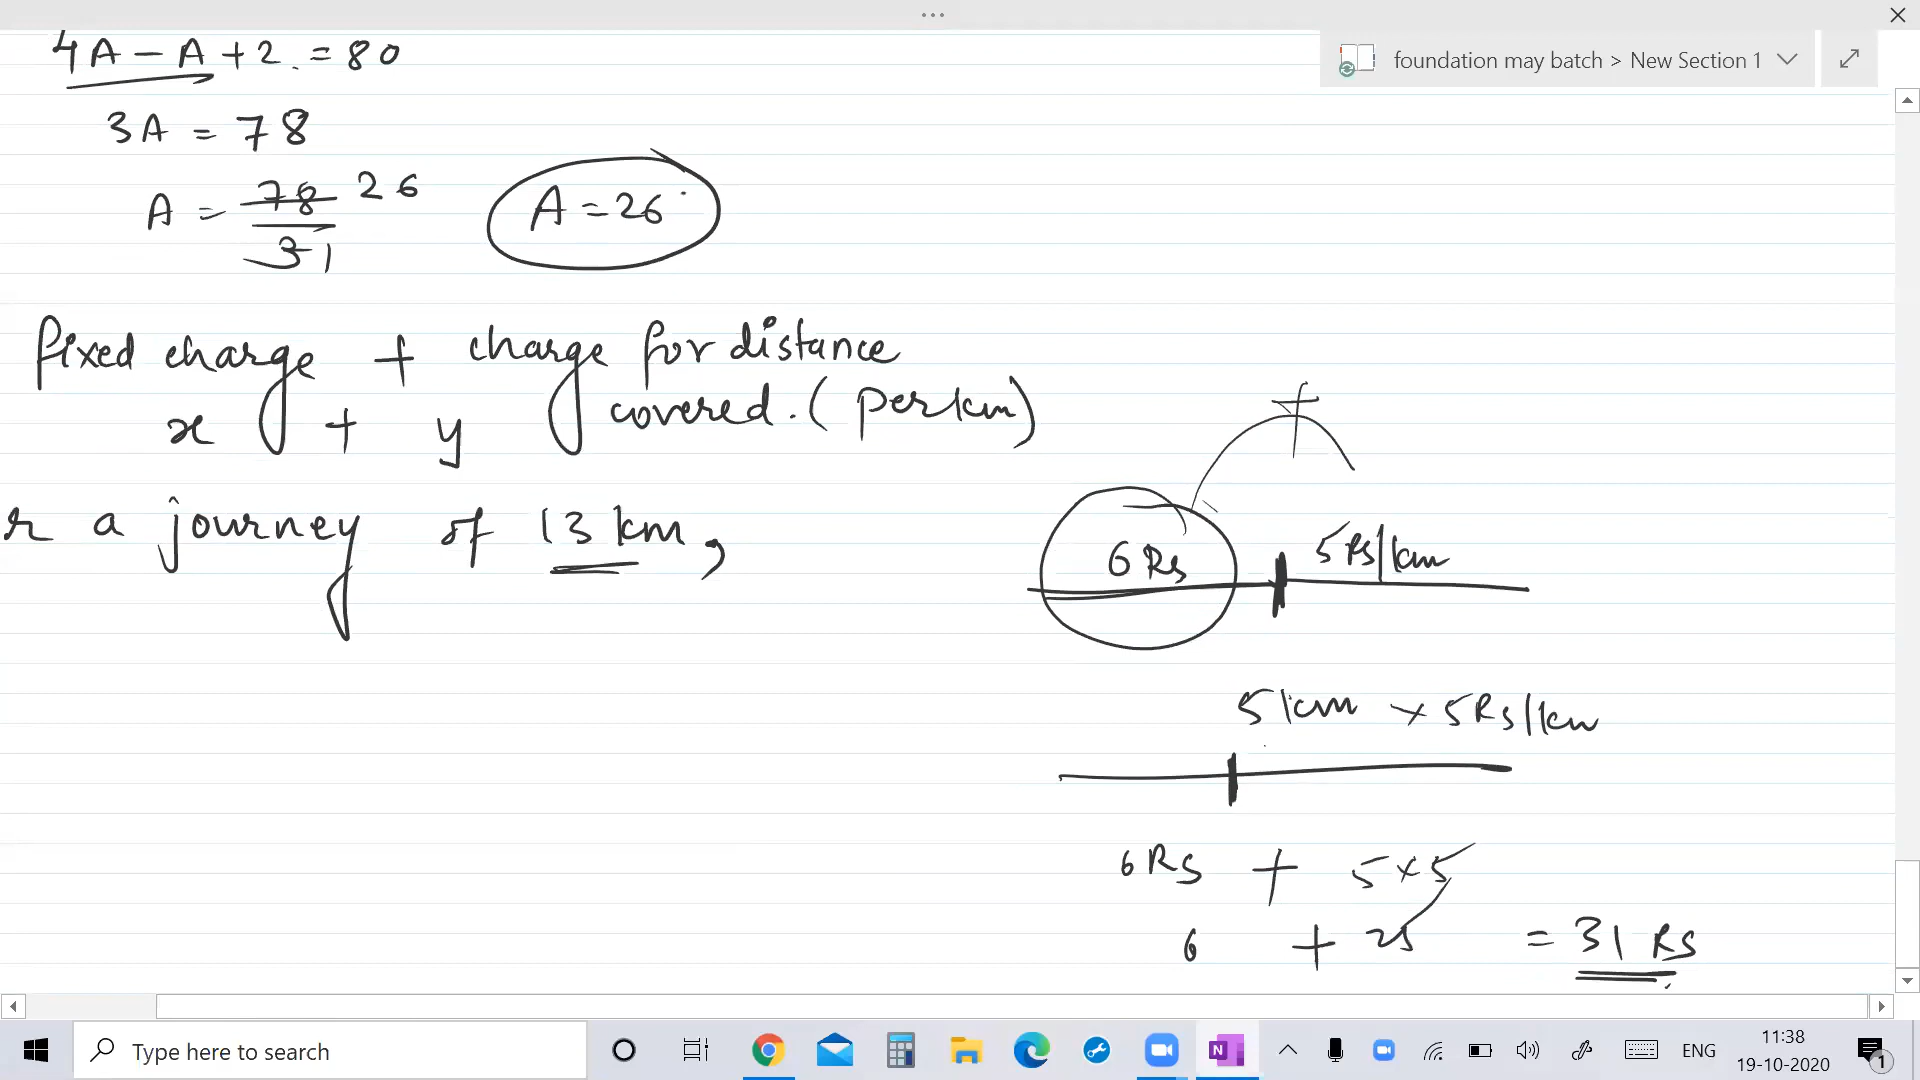 4A - A + 2 . = 80
foundation may batch > New Section 1
3A = 78
A = 78/3 26
1
A = 26
fixed charge + charge for distance
covered. (per km)
x + y
r a journey of 13 km,
6 Rs
5 Rs/km
5 km × 5 Rs/km
6 Rs + 5 × 5
6 + 25 = 31 Rs
Type here to search
ENG
11:38
19-10-2020
1